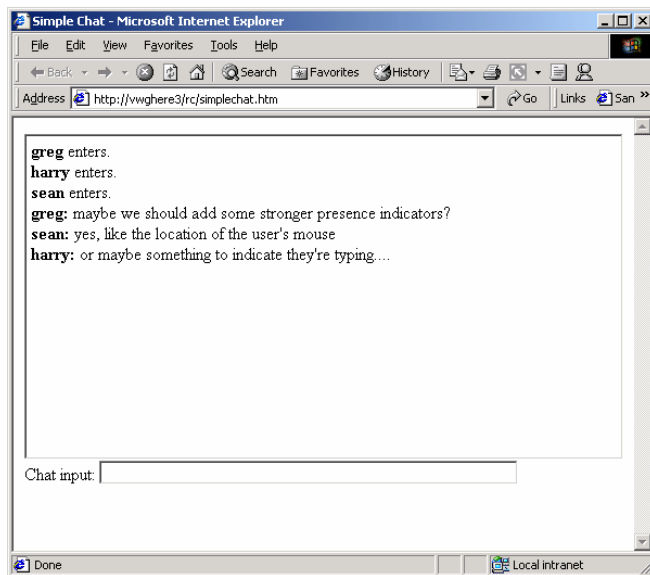 Simple Chat - Microsoft Internet Explorer
File Edit View Favorites Tools Help
Back Search Favorites History
Address http://vwghere3/rc/simplechat.htm Go Links San »
greg enters.
harry enters.
sean enters.
greg: maybe we should add some stronger presence indicators?
sean: yes, like the location of the user's mouse
harry: or maybe something to indicate they're typing....
Chat input:
Done Local intranet